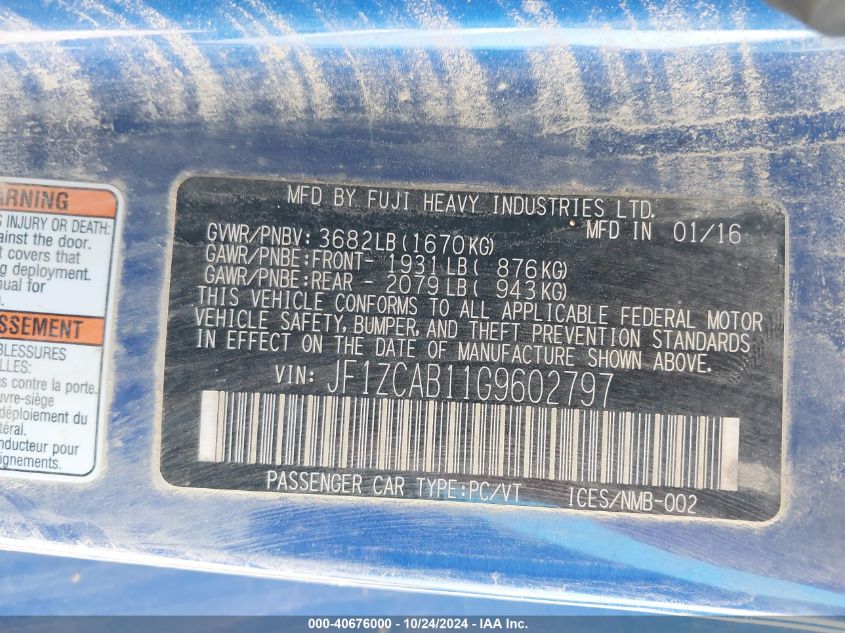 ARNING
S INJURY OR DEATH:
ainst the door.
t covers that
g deployment.
nual for
.
SSEMENT
BLESSURES
LLES:
us contre la porte.
uvre-siège
déploiement du
téral.
nducteur pour
ignements.
MFD BY FUJI HEAVY INDUSTRIES LTD.
MFD IN 01/16
GVWR/PNBV: 3682LB(1670KG)
GAWR/PNBE:FRONT- 1931LB( 876KG)
GAWR/PNBE:REAR - 2079LB( 943KG)
THIS VEHICLE CONFORMS TO ALL APPLICABLE FEDERAL MOTOR
VEHICLE SAFETY, BUMPER, AND THEFT PREVENTION STANDARDS
IN EFFECT ON THE DATE OF MANUFACTURE SHOWN ABOVE.
VIN: JF1ZCAB11G9602797
PASSENGER CAR TYPE:PC/VT ICES/NMB-002
000-40676000 - 10/24/2024 - IAA Inc.